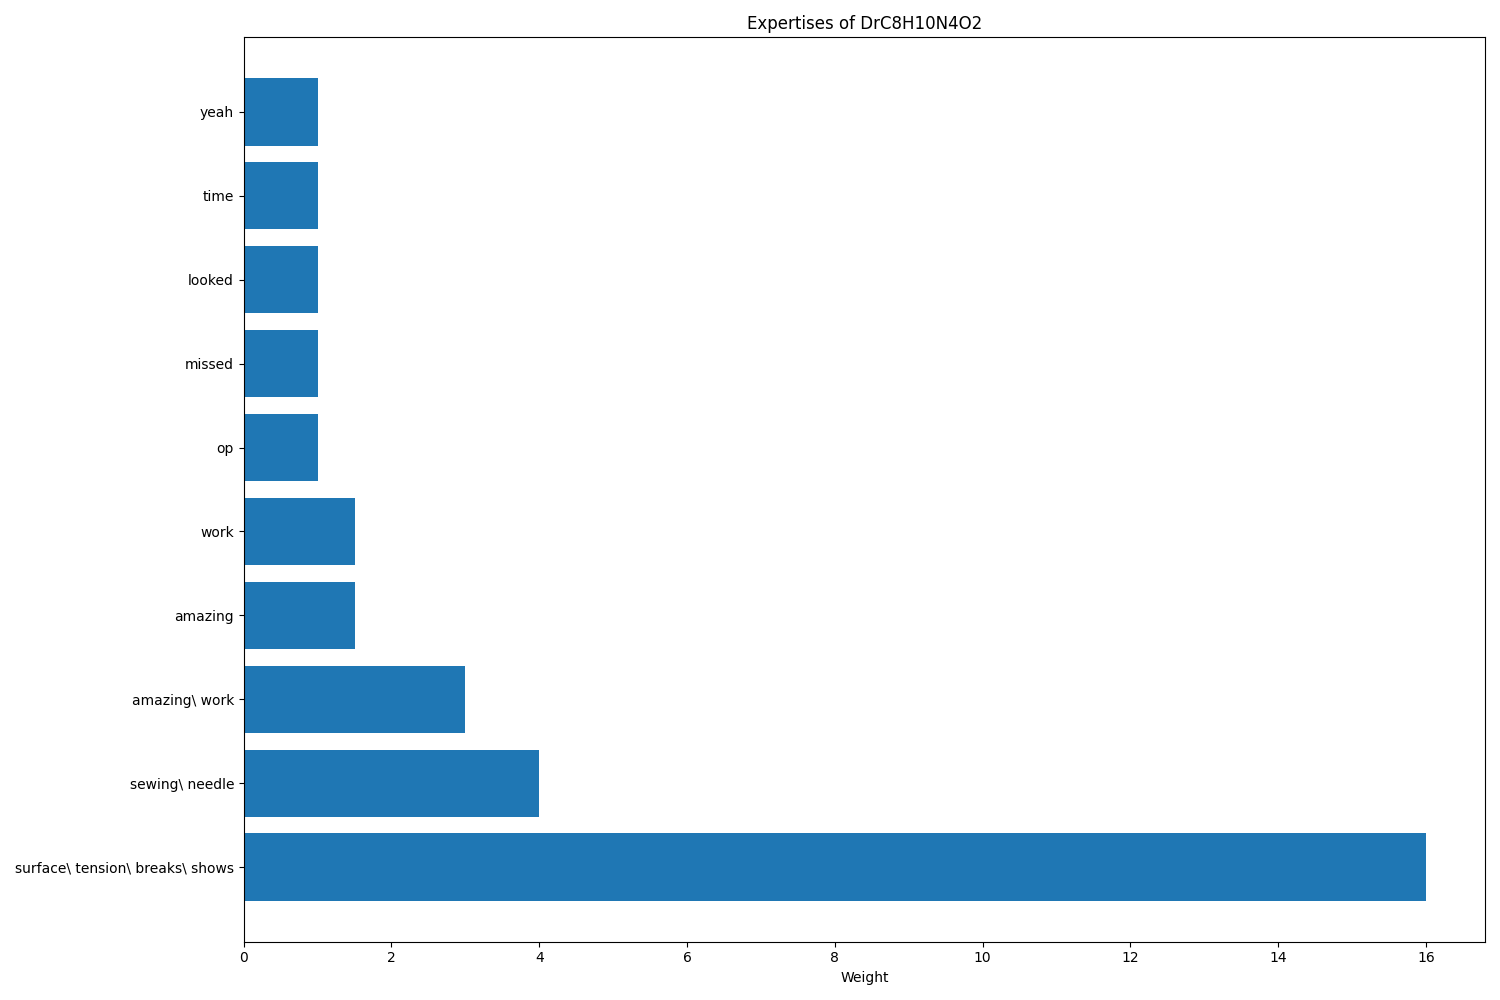 Expertises of DrC8H10N4O2
yeah
time
looked
missed
op
work
amazing
amazing\ work
sewing\ needle
surface\ tension\ breaks\ shows
0 2 4 6 8 10 12 14 16
Weight